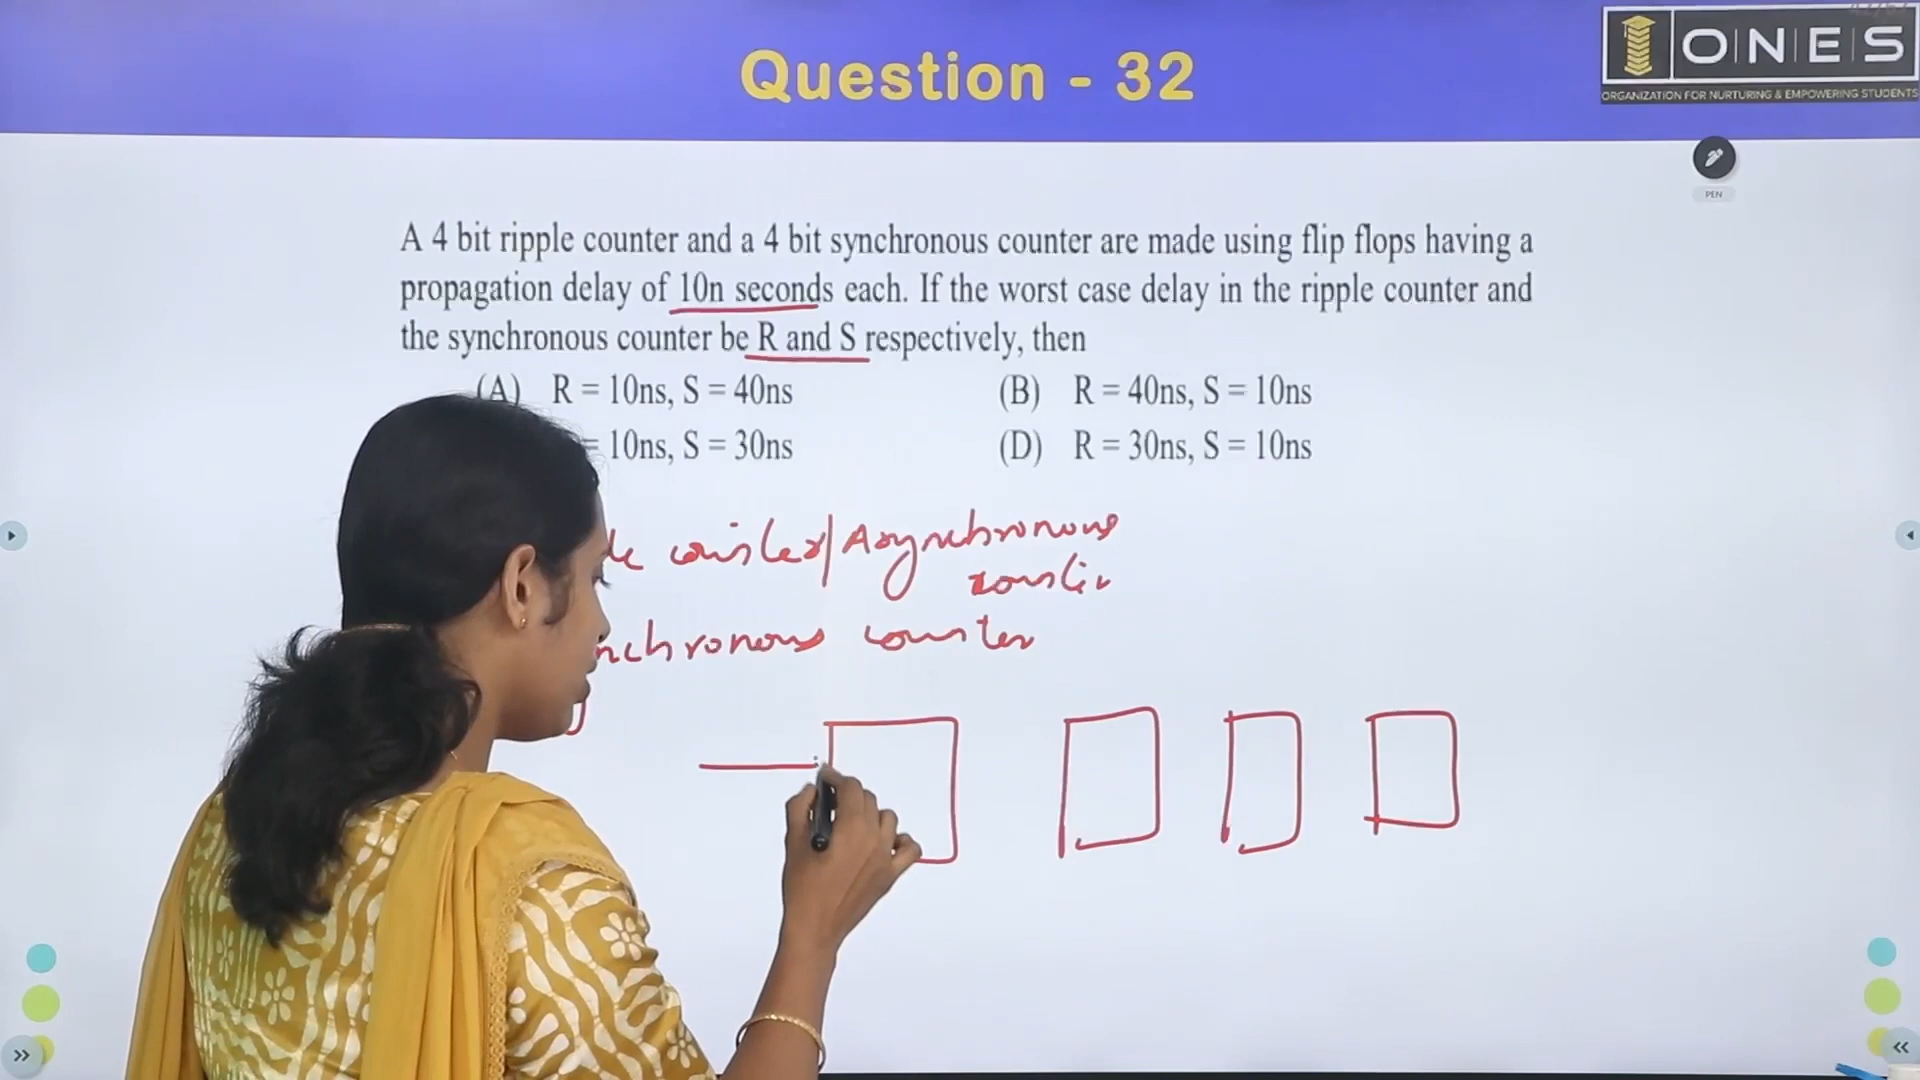 Question - 32
ONES
ORGANIZATION FOR NURTURING & EMPOWERING STUDENTS
PEN
A 4 bit ripple counter and a 4 bit synchronous counter are made using flip flops having a
propagation delay of 10n seconds each. If the worst case delay in the ripple counter and
the synchronous counter be R and S respectively, then
(A) R = 10ns, S = 40ns
(B) R = 40ns, S = 10ns
= 10ns, S = 30ns
(D) R = 30ns, S = 10ns
le counter/Asynchronous
counter
nchronous counter